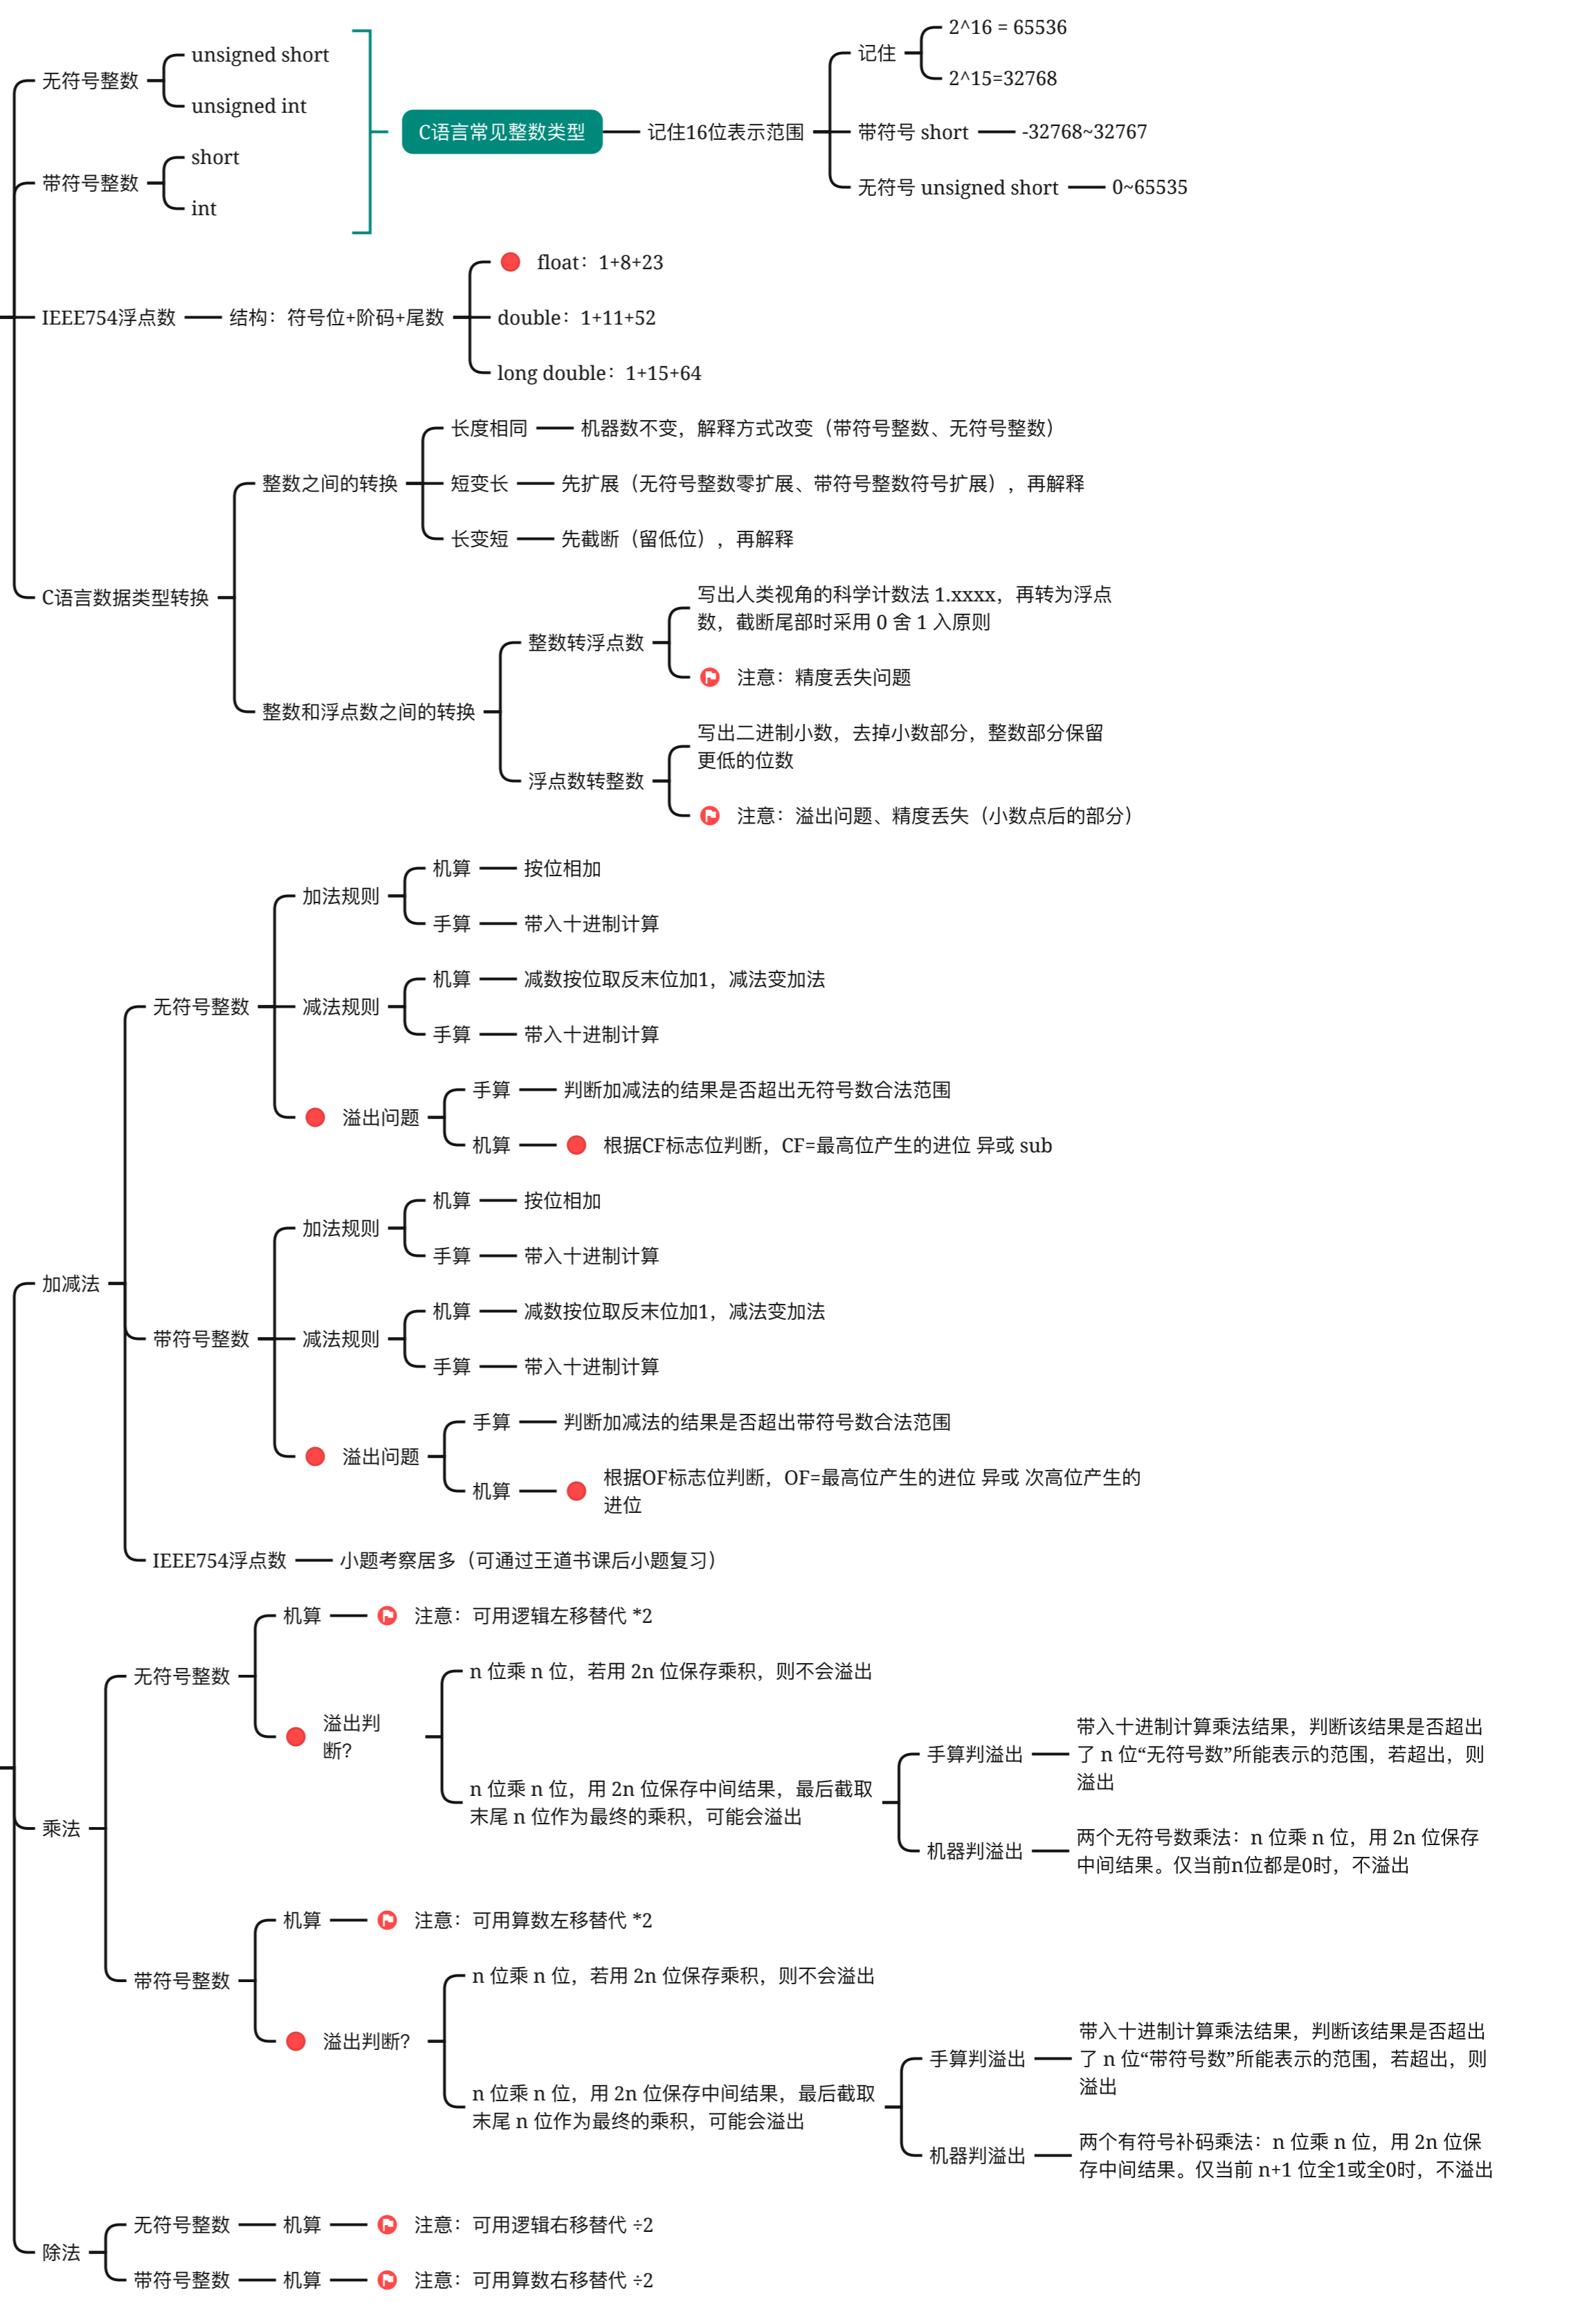 无符号整数
unsigned short
unsigned int
带符号整数
short
int
C语言常见整数类型
记住16位表示范围
记住
2^16 = 65536
2^15=32768
带符号 short
-32768~32767
无符号 unsigned short
0~65535
IEEE754浮点数
结构：符号位+阶码+尾数
float：1+8+23
double：1+11+52
long double：1+15+64
C语言数据类型转换
整数之间的转换
长度相同
机器数不变，解释方式改变（带符号整数、无符号整数）
短变长
先扩展（无符号整数零扩展、带符号整数符号扩展），再解释
长变短
先截断（留低位），再解释
整数和浮点数之间的转换
整数转浮点数
写出人类视角的科学计数法 1.xxxx，再转为浮点
数，截断尾部时采用 0 舍 1 入原则
注意：精度丢失问题
浮点数转整数
写出二进制小数，去掉小数部分，整数部分保留
更低的位数
注意：溢出问题、精度丢失（小数点后的部分）
加减法
无符号整数
加法规则
机算
按位相加
手算
带入十进制计算
减法规则
机算
减数按位取反末位加1，减法变加法
手算
带入十进制计算
溢出问题
手算
判断加减法的结果是否超出无符号数合法范围
机算
根据CF标志位判断，CF=最高位产生的进位 异或 sub
带符号整数
加法规则
机算
按位相加
手算
带入十进制计算
减法规则
机算
减数按位取反末位加1，减法变加法
手算
带入十进制计算
溢出问题
手算
判断加减法的结果是否超出带符号数合法范围
机算
根据OF标志位判断，OF=最高位产生的进位 异或 次高位产生的
进位
IEEE754浮点数
小题考察居多（可通过王道书课后小题复习）
乘法
无符号整数
机算
注意：可用逻辑左移替代 *2
溢出判
断？
n 位乘 n 位，若用 2n 位保存乘积，则不会溢出
n 位乘 n 位，用 2n 位保存中间结果，最后截取
末尾 n 位作为最终的乘积，可能会溢出
手算判溢出
带入十进制计算乘法结果，判断该结果是否超出
了 n 位“无符号数”所能表示的范围，若超出，则
溢出
机器判溢出
两个无符号数乘法：n 位乘 n 位，用 2n 位保存
中间结果。仅当前n位都是0时，不溢出
带符号整数
机算
注意：可用算数左移替代 *2
溢出判断？
n 位乘 n 位，若用 2n 位保存乘积，则不会溢出
n 位乘 n 位，用 2n 位保存中间结果，最后截取
末尾 n 位作为最终的乘积，可能会溢出
手算判溢出
带入十进制计算乘法结果，判断该结果是否超出
了 n 位“带符号数”所能表示的范围，若超出，则
溢出
机器判溢出
两个有符号补码乘法：n 位乘 n 位，用 2n 位保
存中间结果。仅当前 n+1 位全1或全0时，不溢出
除法
无符号整数
机算
注意：可用逻辑右移替代 ÷2
带符号整数
机算
注意：可用算数右移替代 ÷2